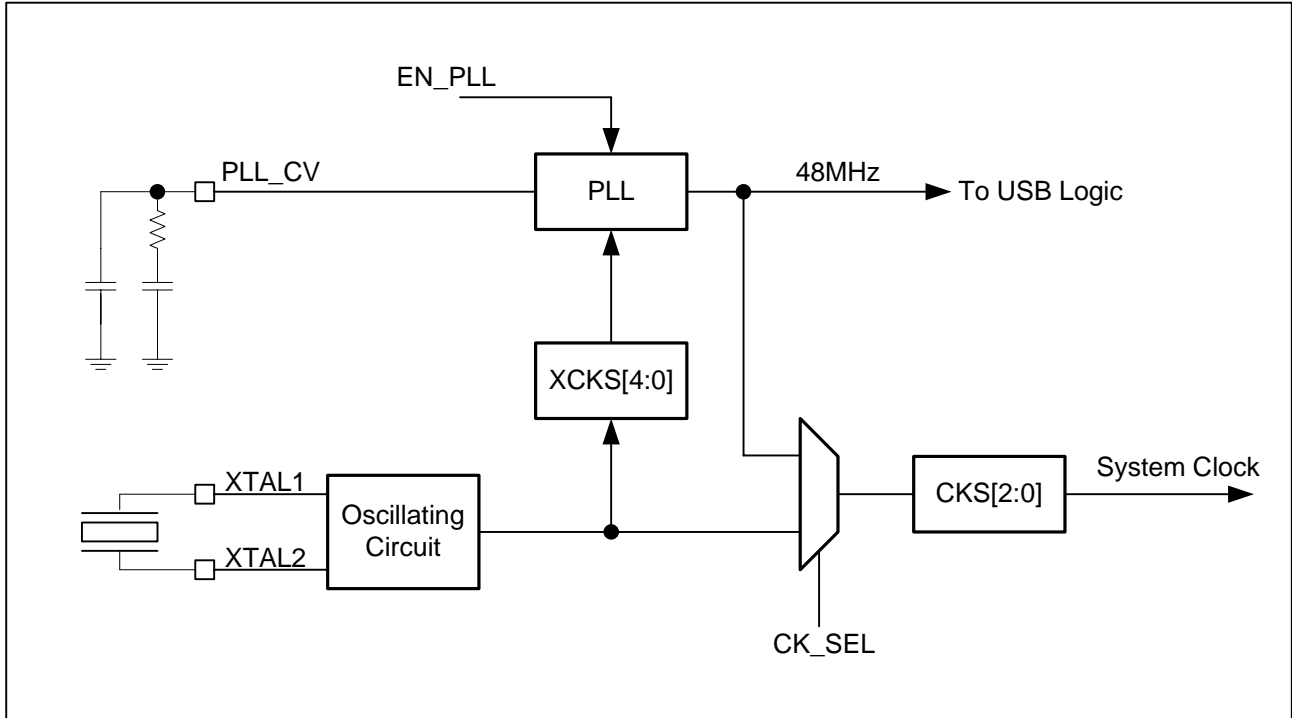 EN_PLL
PLL_CV
PLL
48MHz
To USB Logic
XCKS[4:0]
XTAL1
Oscillating
Circuit
XTAL2
System Clock
CKS[2:0]
CK_SEL